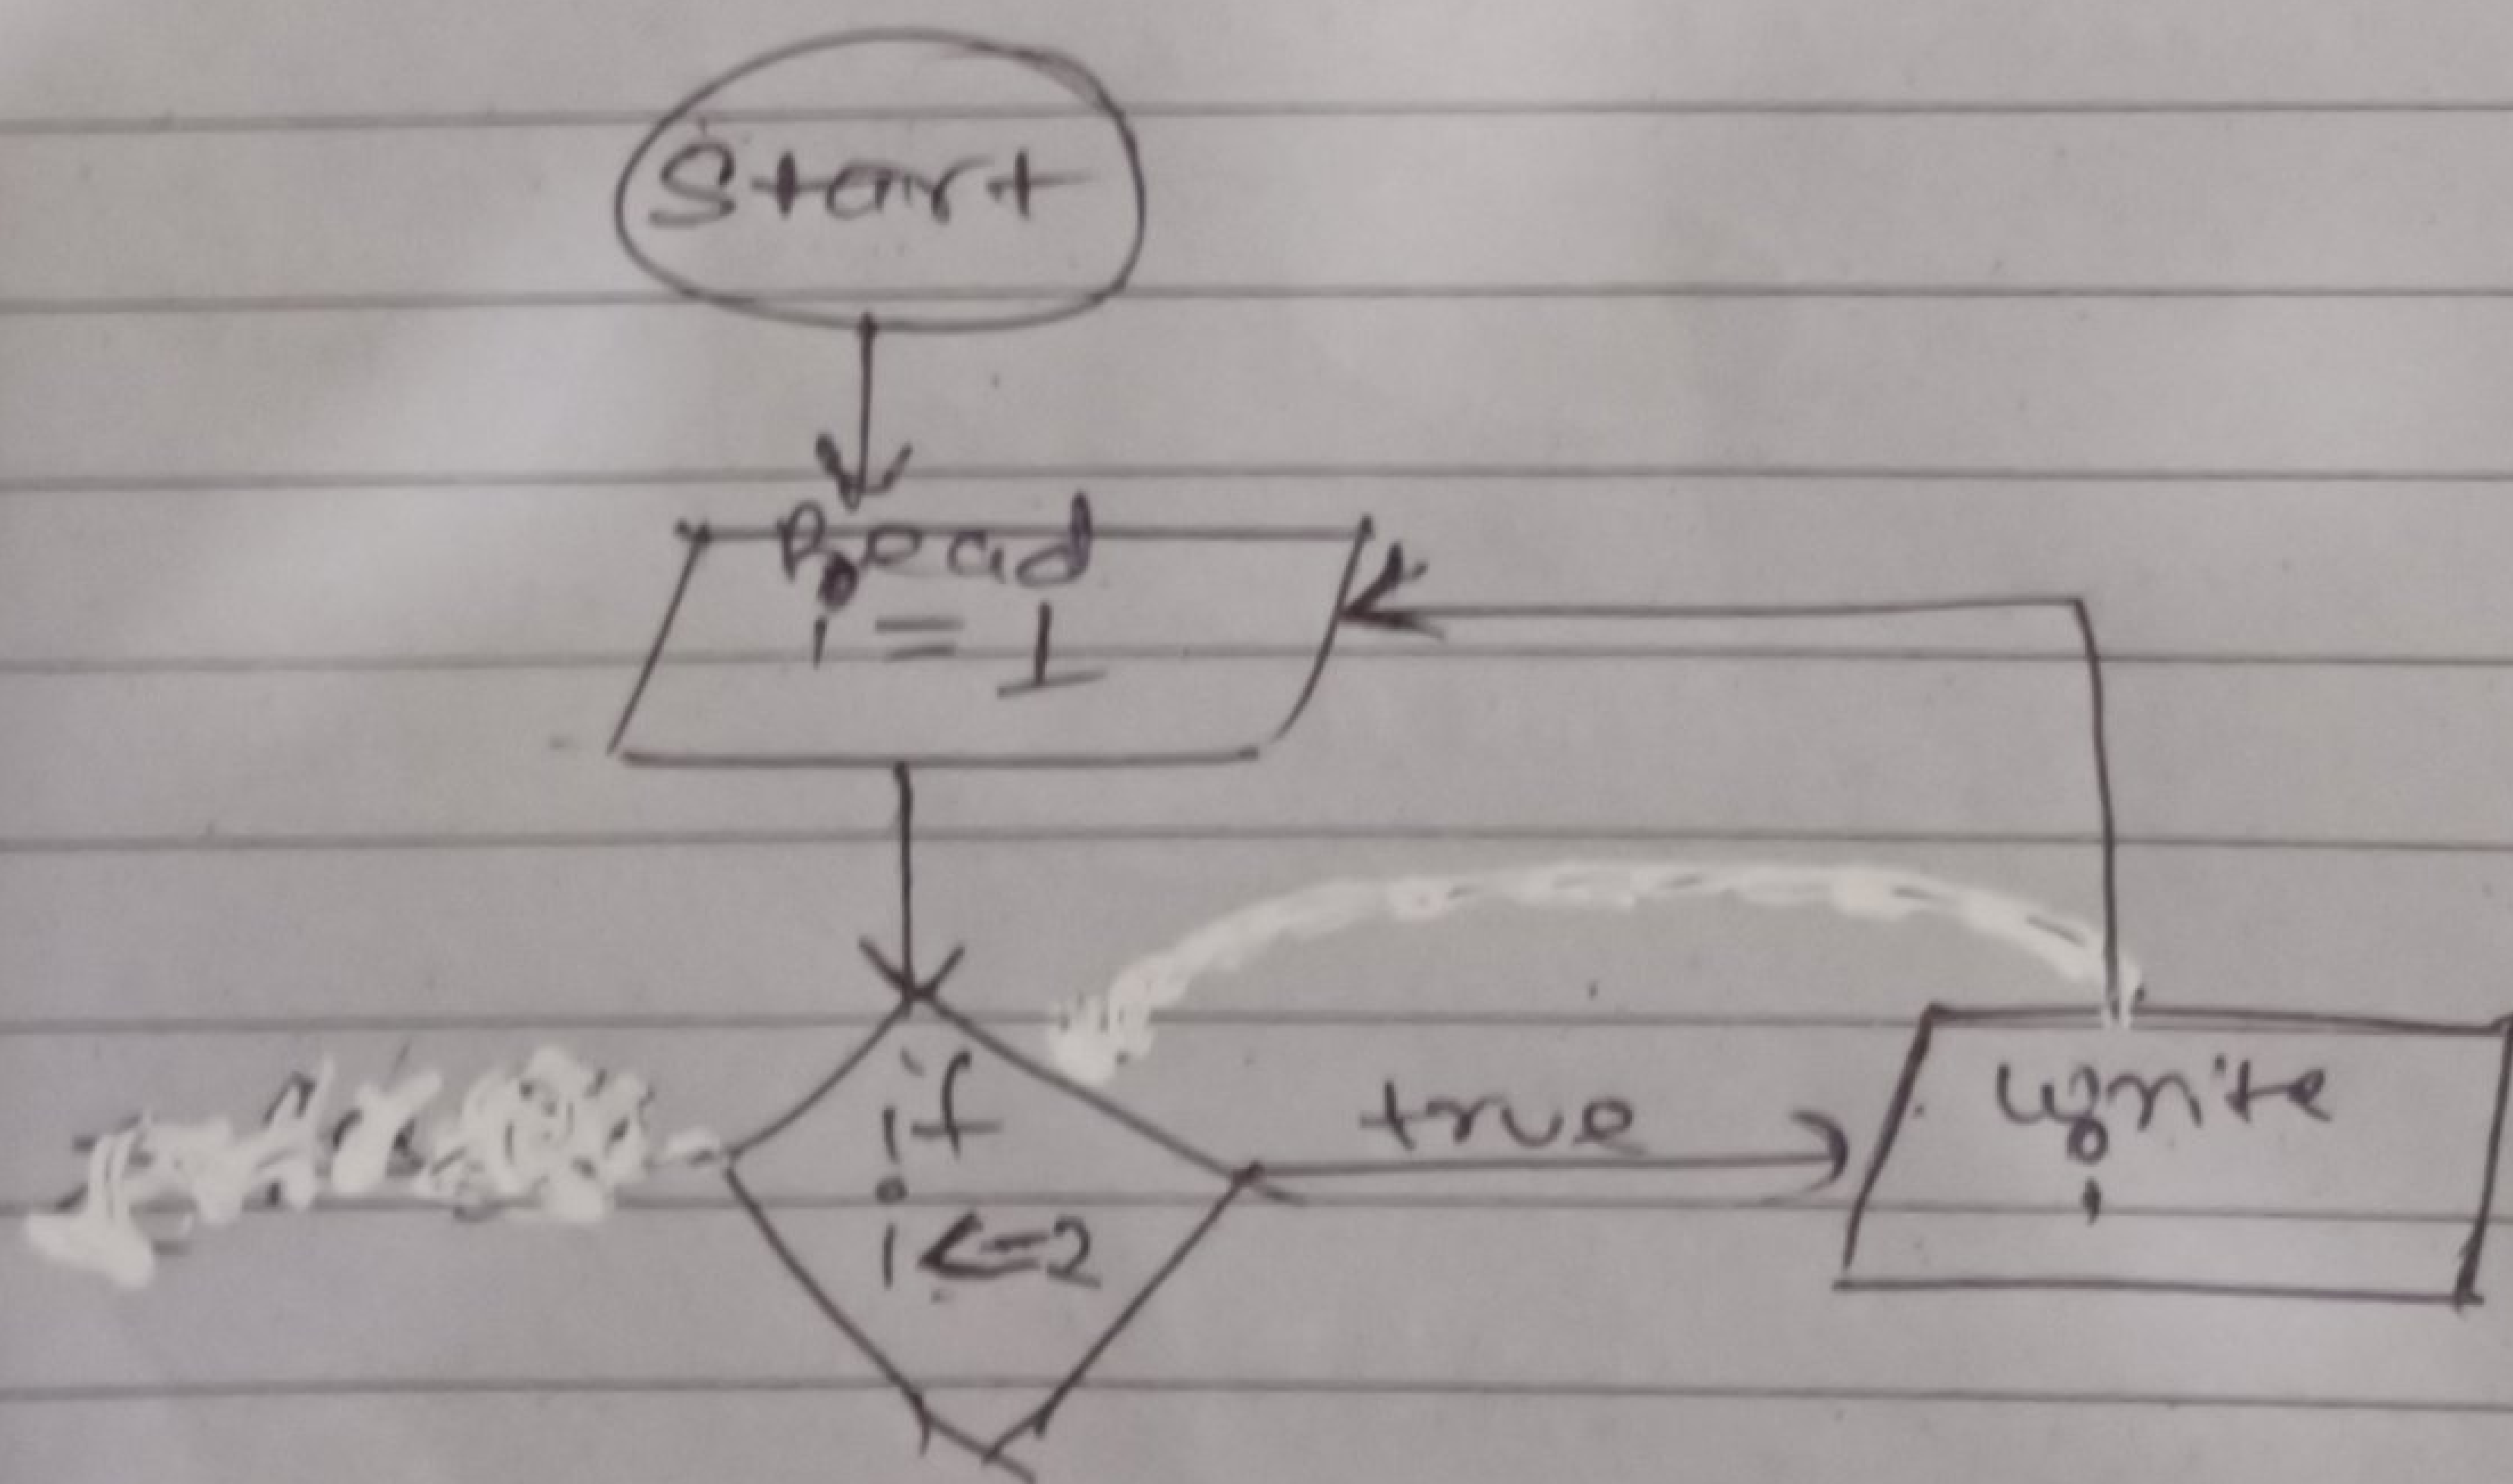 Start
Read
i = 1
if
i <=2
true
write
i